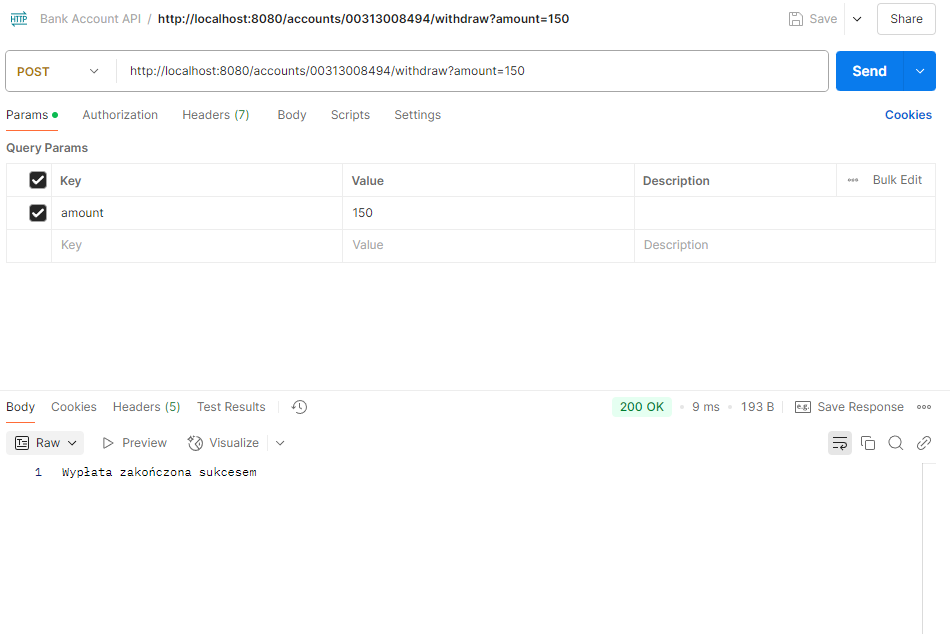 HTTP Bank Account API / http://localhost:8080/accounts/00313008494/withdraw?amount=150 Save Share
POST http://localhost:8080/accounts/00313008494/withdraw?amount=150 Send
Params Authorization Headers (7) Body Scripts Settings Cookies
Query Params
Key Value Description Bulk Edit
amount 150
Key Value Description
Body Cookies Headers (5) Test Results 200 OK 9 ms 193 B e.g. Save Response
Raw Preview Visualize
1 Wypłata zakończona sukcesem